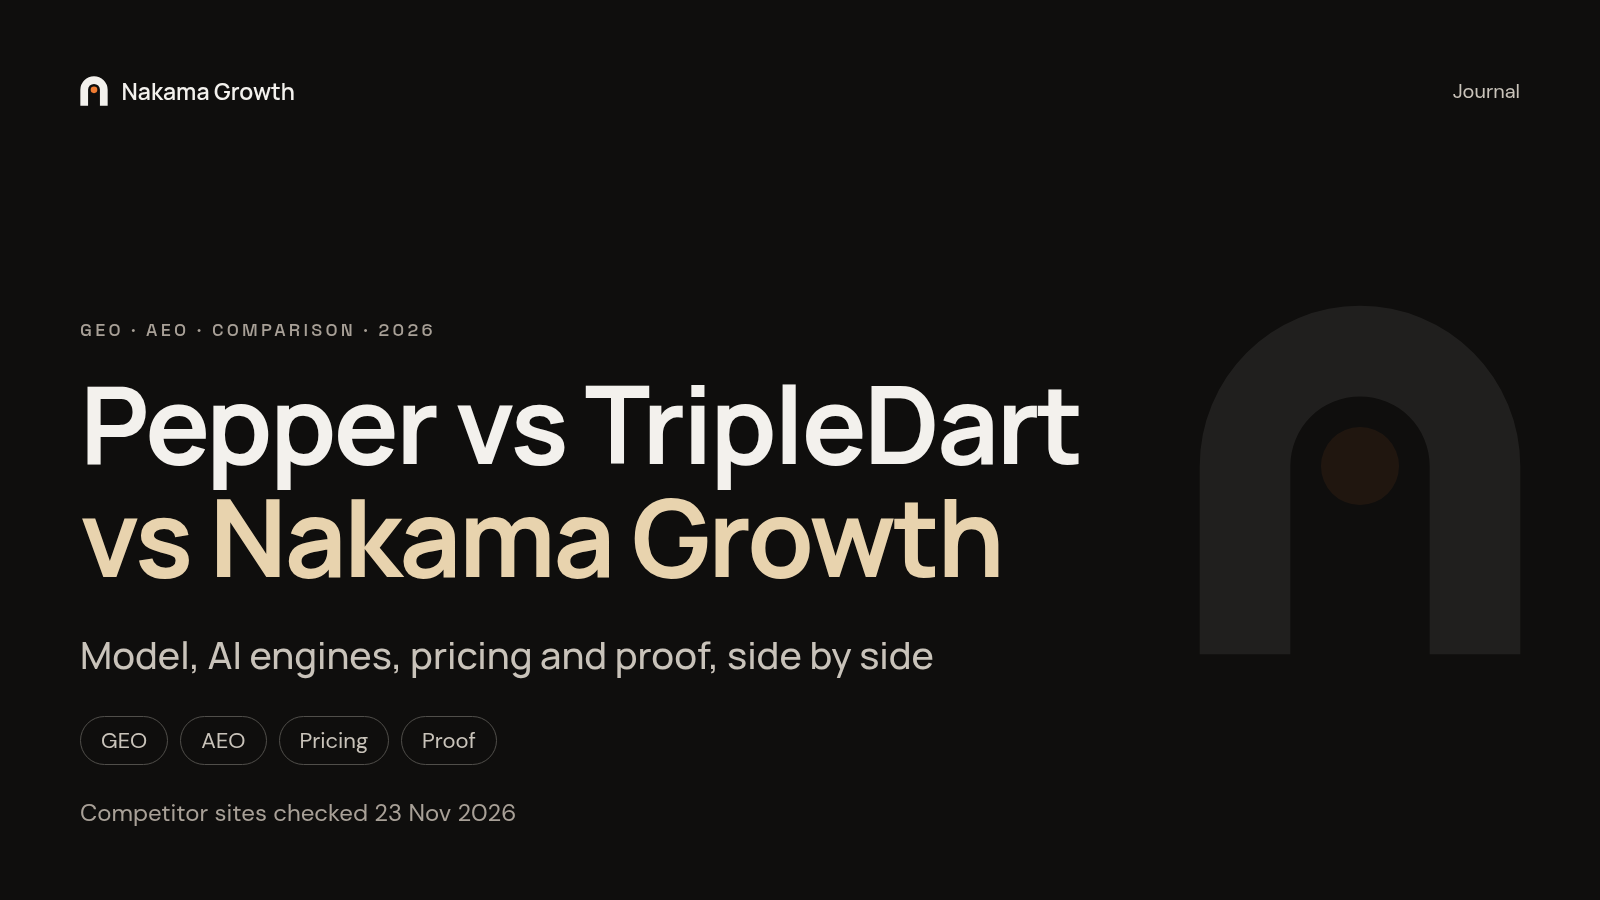 Nakama Growth
Journal
GEO · AEO · COMPARISON · 2026
Pepper vs TripleDart
vs Nakama Growth
Model, AI engines, pricing and proof, side by side
GEO
AEO
Pricing
Proof
Competitor sites checked 23 Nov 2026